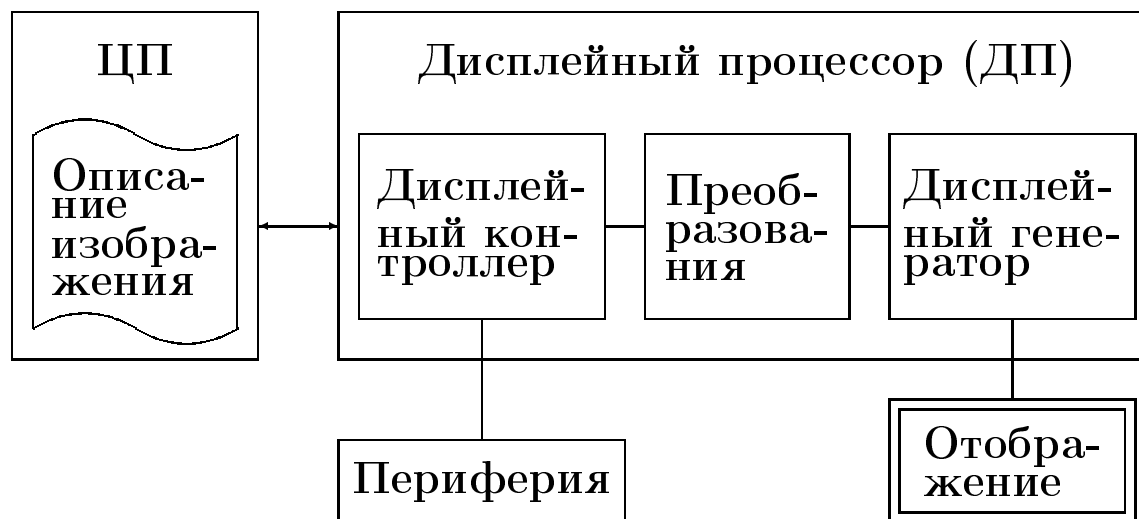 ЦП
Описа-
ние
изобра-
жения
Дисплейный процессор (ДП)
Дисплей-
ный кон-
троллер
Преоб-
разова-
ния
Дисплей-
ный гене-
ратор
Периферия
Отобра-
жение